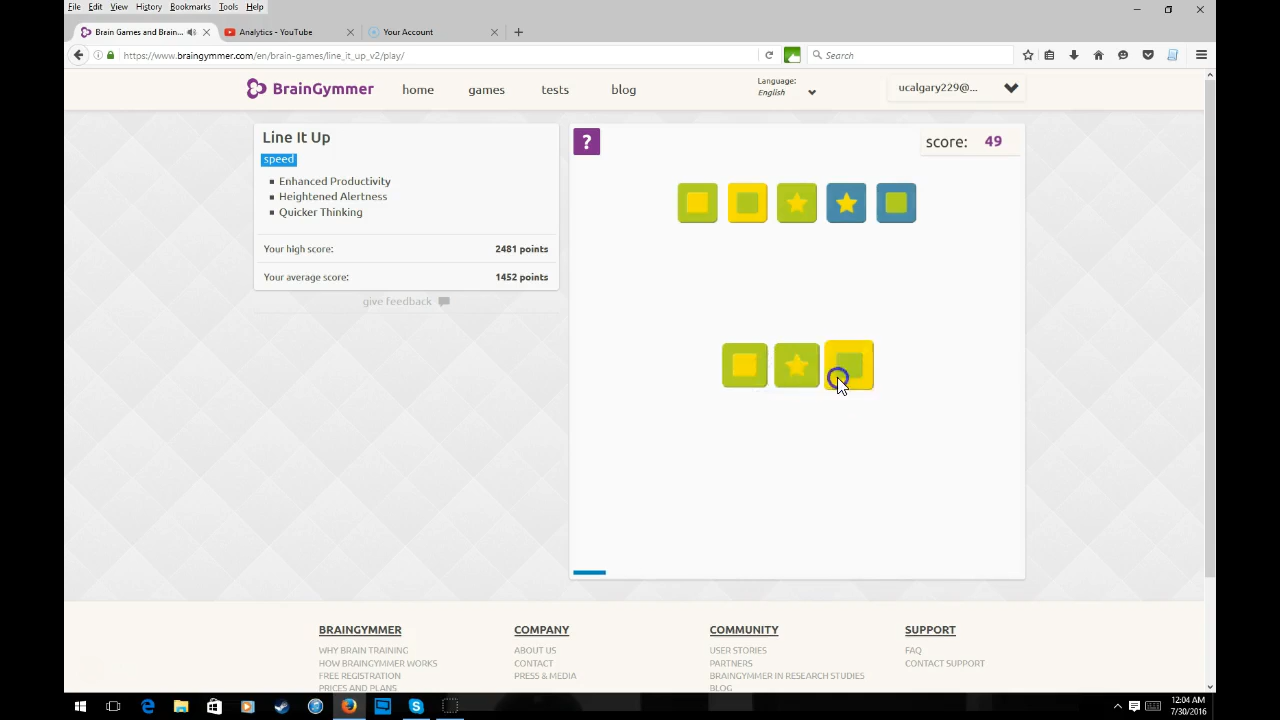 File Edit View History Bookmarks Tools Help
Brain Games and Brain... Analytics - YouTube Your Account
https://www.braingymmer.com/en/brain-games/line_it_up_v2/play/ Search
BrainGymmer home games tests blog Language: English ucalgary229@...
Line It Up
speed
Enhanced Productivity
Heightened Alertness
Quicker Thinking
Your high score: 2481 points
Your average score: 1452 points
give feedback
? score: 49
BRAINGYMMER COMPANY COMMUNITY SUPPORT
WHY BRAIN TRAINING ABOUT US USER STORIES FAQ
HOW BRAINGYMMER WORKS CONTACT PARTNERS CONTACT SUPPORT
FREE REGISTRATION PRESS & MEDIA BRAINGYMMER IN RESEARCH STUDIES
PRICES AND PLANS BLOG
12:04 AM
7/30/2016